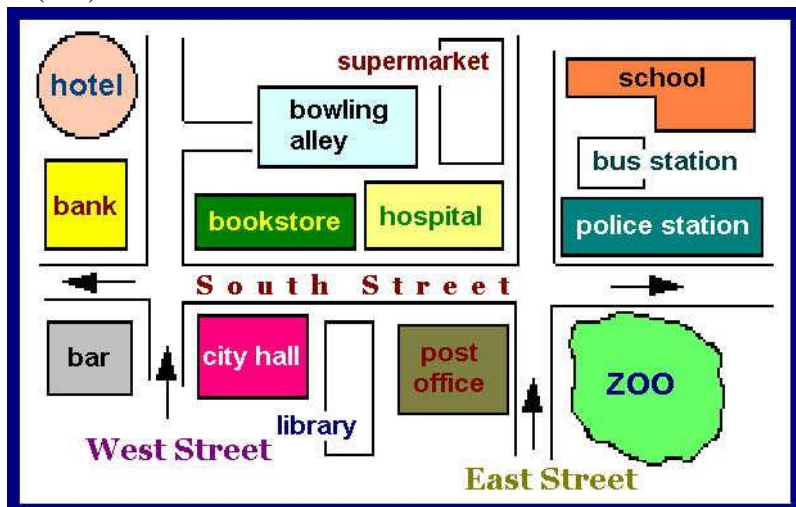 hotel
supermarket
school
bowling
alley
bus station
bank
bookstore
hospital
police station
South Street
bar
city hall
post
office
ZOO
library
West Street
East Street